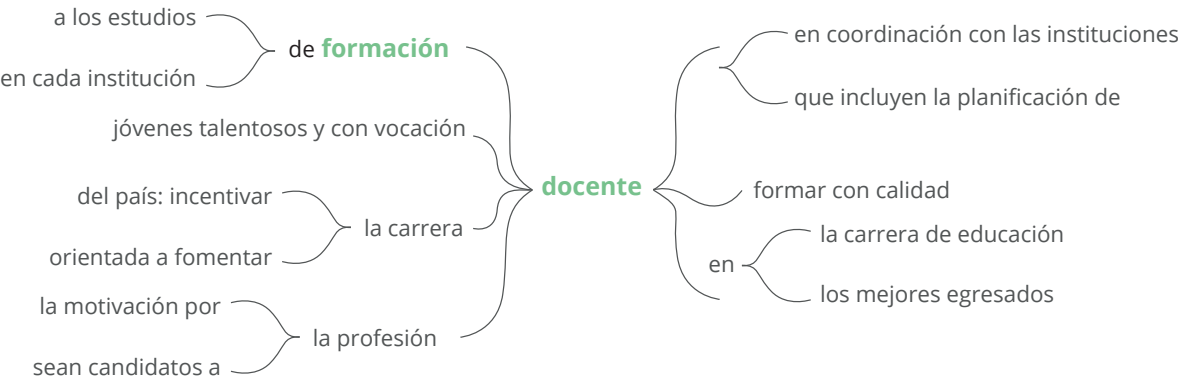 a los estudios
en cada institución
de formación
jóvenes talentosos y con vocación
del país: incentivar
orientada a fomentar
la carrera
la motivación por
sean candidatos a
la profesión
docente
en coordinación con las instituciones
que incluyen la planificación de
formar con calidad
en
la carrera de educación
los mejores egresados